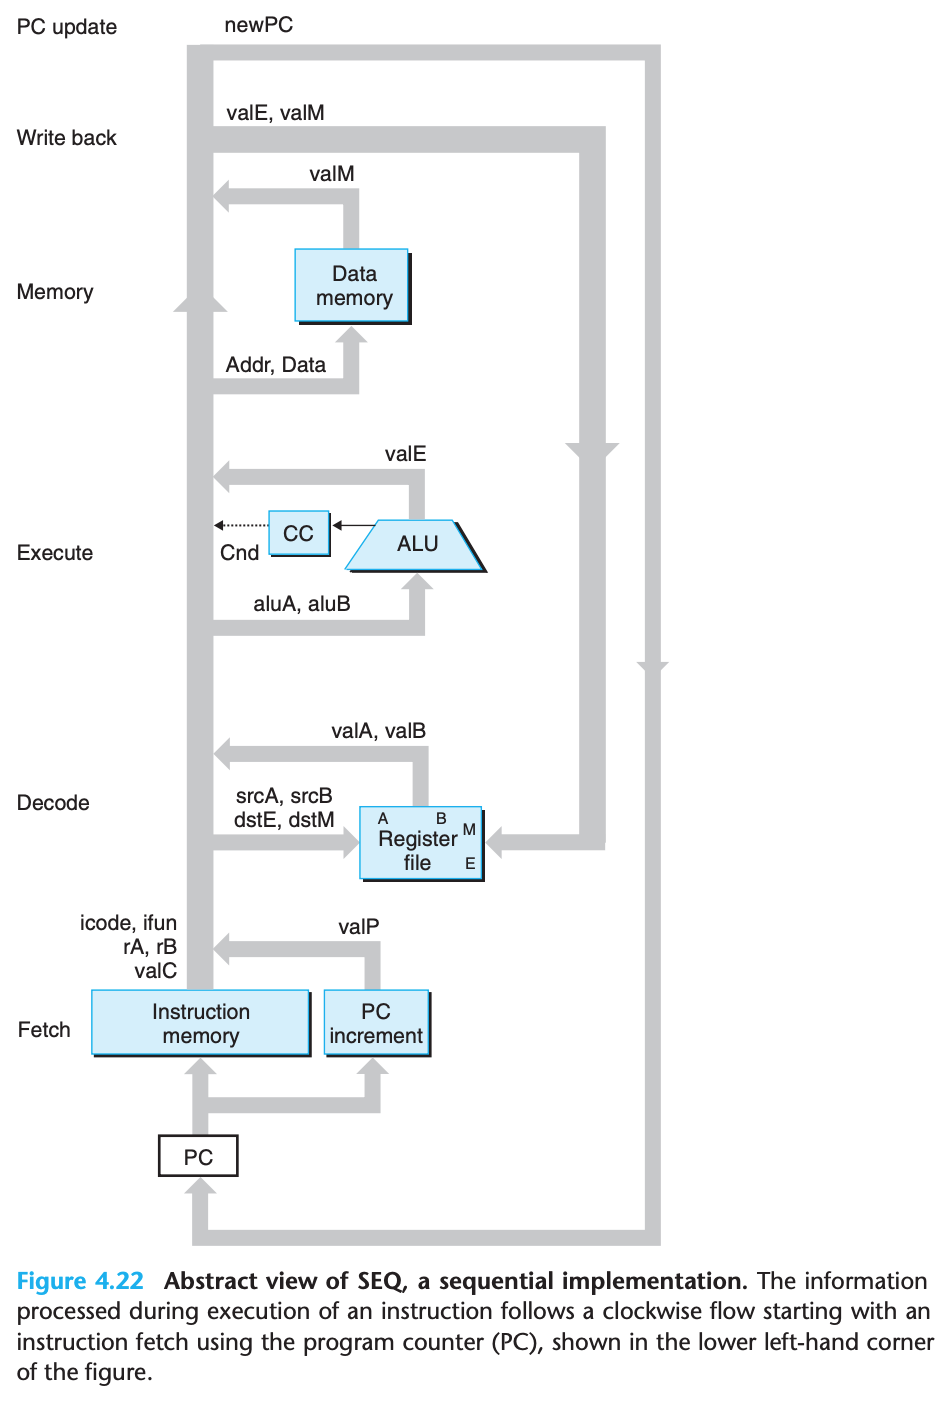 PC update
newPC
Write back
valE, valM
valM
Memory
Data
memory
Addr, Data
valE
Execute
CC
ALU
Cnd
aluA, aluB
valA, valB
Decode
srcA, srcB
dstE, dstM
A B M
Register
file E
icode, ifun
rA, rB
valC
valP
Fetch
Instruction
memory
PC
increment
PC
Figure 4.22 Abstract view of SEQ, a sequential implementation. The information
processed during execution of an instruction follows a clockwise flow starting with an
instruction fetch using the program counter (PC), shown in the lower left-hand corner
of the figure.